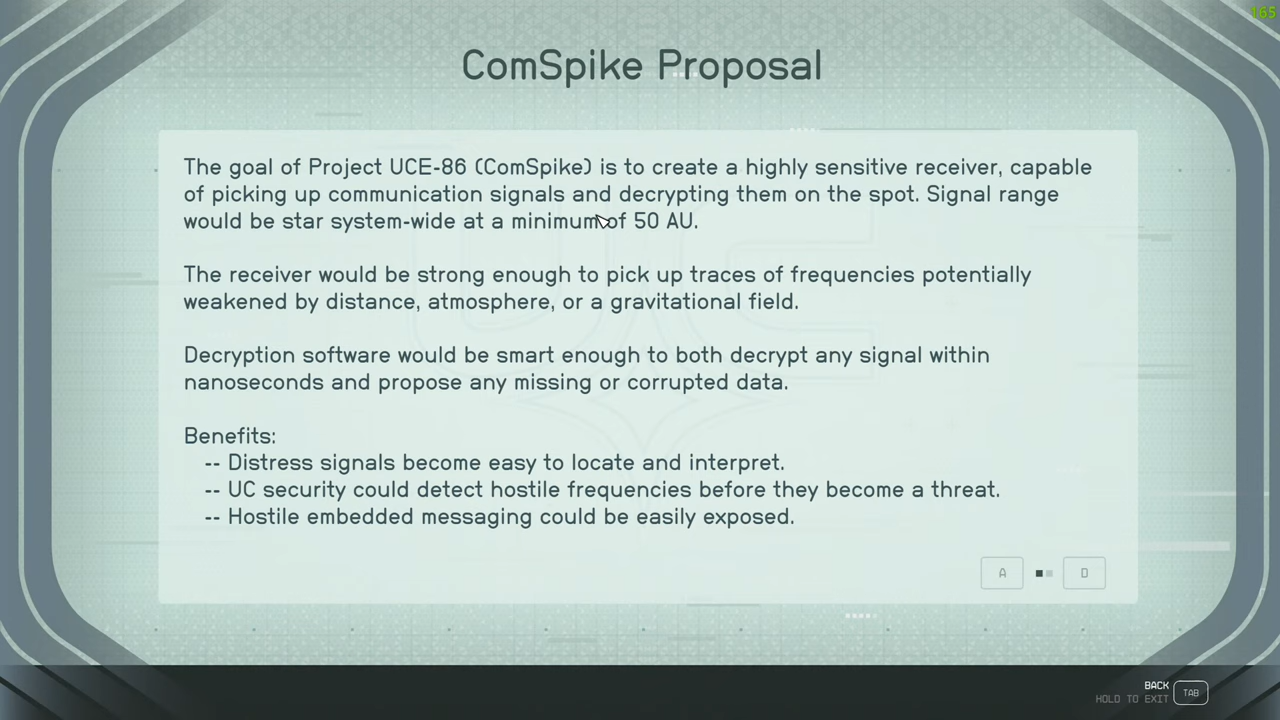 165
ComSpike Proposal
The goal of Project UCE-86 (ComSpike) is to create a highly sensitive receiver, capable
of picking up communication signals and decrypting them on the spot. Signal range
would be star system-wide at a minimum of 50 AU.
The receiver would be strong enough to pick up traces of frequencies potentially
weakened by distance, atmosphere, or a gravitational field.
Decryption software would be smart enough to both decrypt any signal within
nanoseconds and propose any missing or corrupted data.
Benefits:
-- Distress signals become easy to locate and interpret.
-- UC security could detect hostile frequencies before they become a threat.
-- Hostile embedded messaging could be easily exposed.
A D
BACK
HOLD TO EXIT TAB